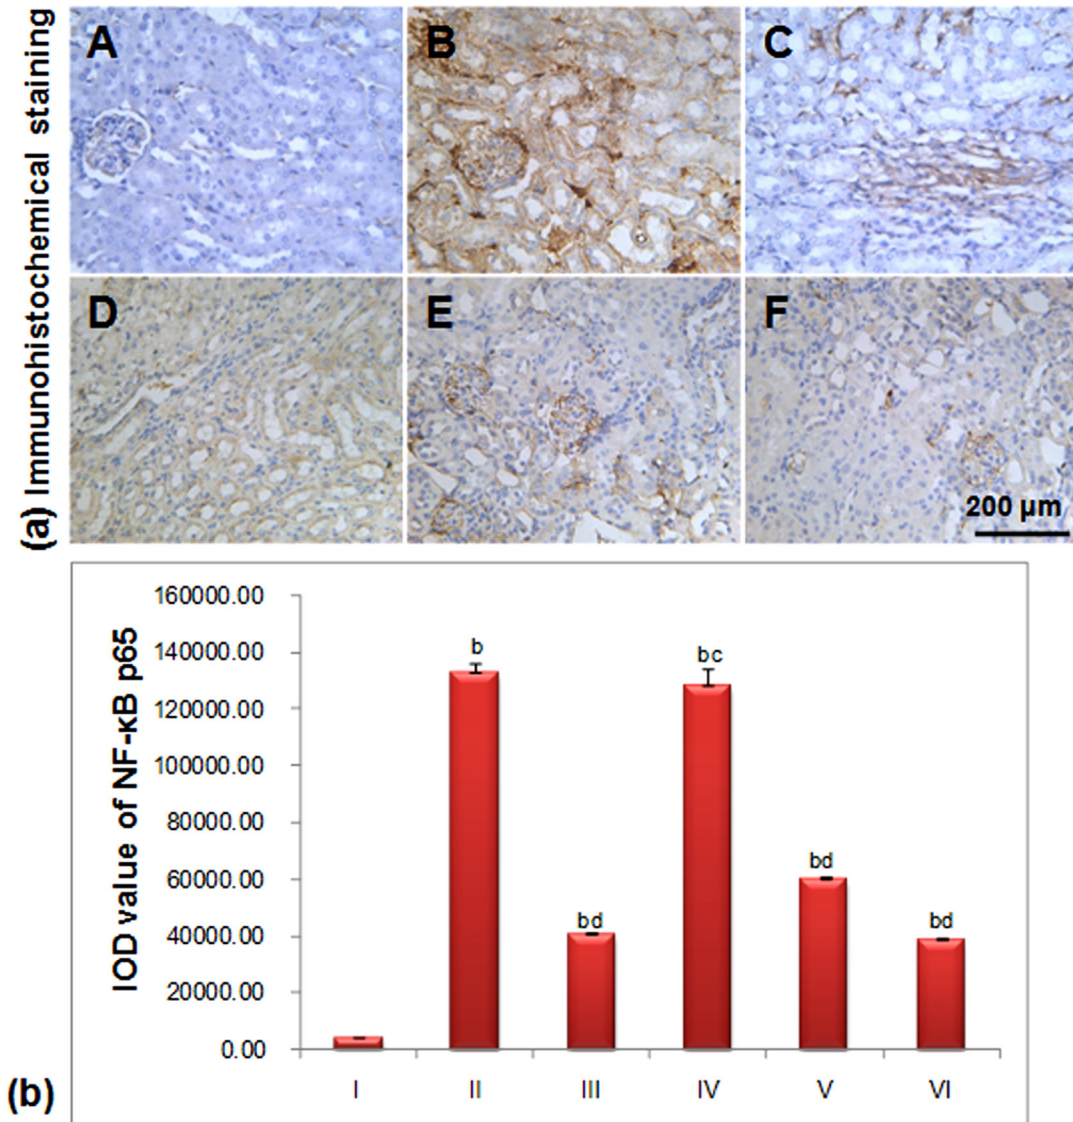 (a) Immunohistochemical staining
A
B
C
D
E
F
200 μm
(b)
IOD value of NF-κB p65
160000.00
140000.00
120000.00
100000.00
80000.00
60000.00
40000.00
20000.00
0.00
b
bd
bc
bd
bd
I II III IV V VI